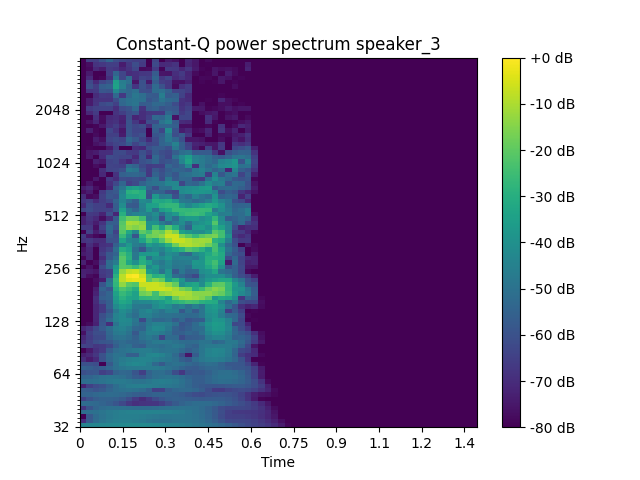 Constant-Q power spectrum speaker_3
Hz
2048
1024
512
256
128
64
32
0 0.15 0.3 0.45 0.6 0.75 0.9 1.1 1.2 1.4
Time
+0 dB
-10 dB
-20 dB
-30 dB
-40 dB
-50 dB
-60 dB
-70 dB
-80 dB